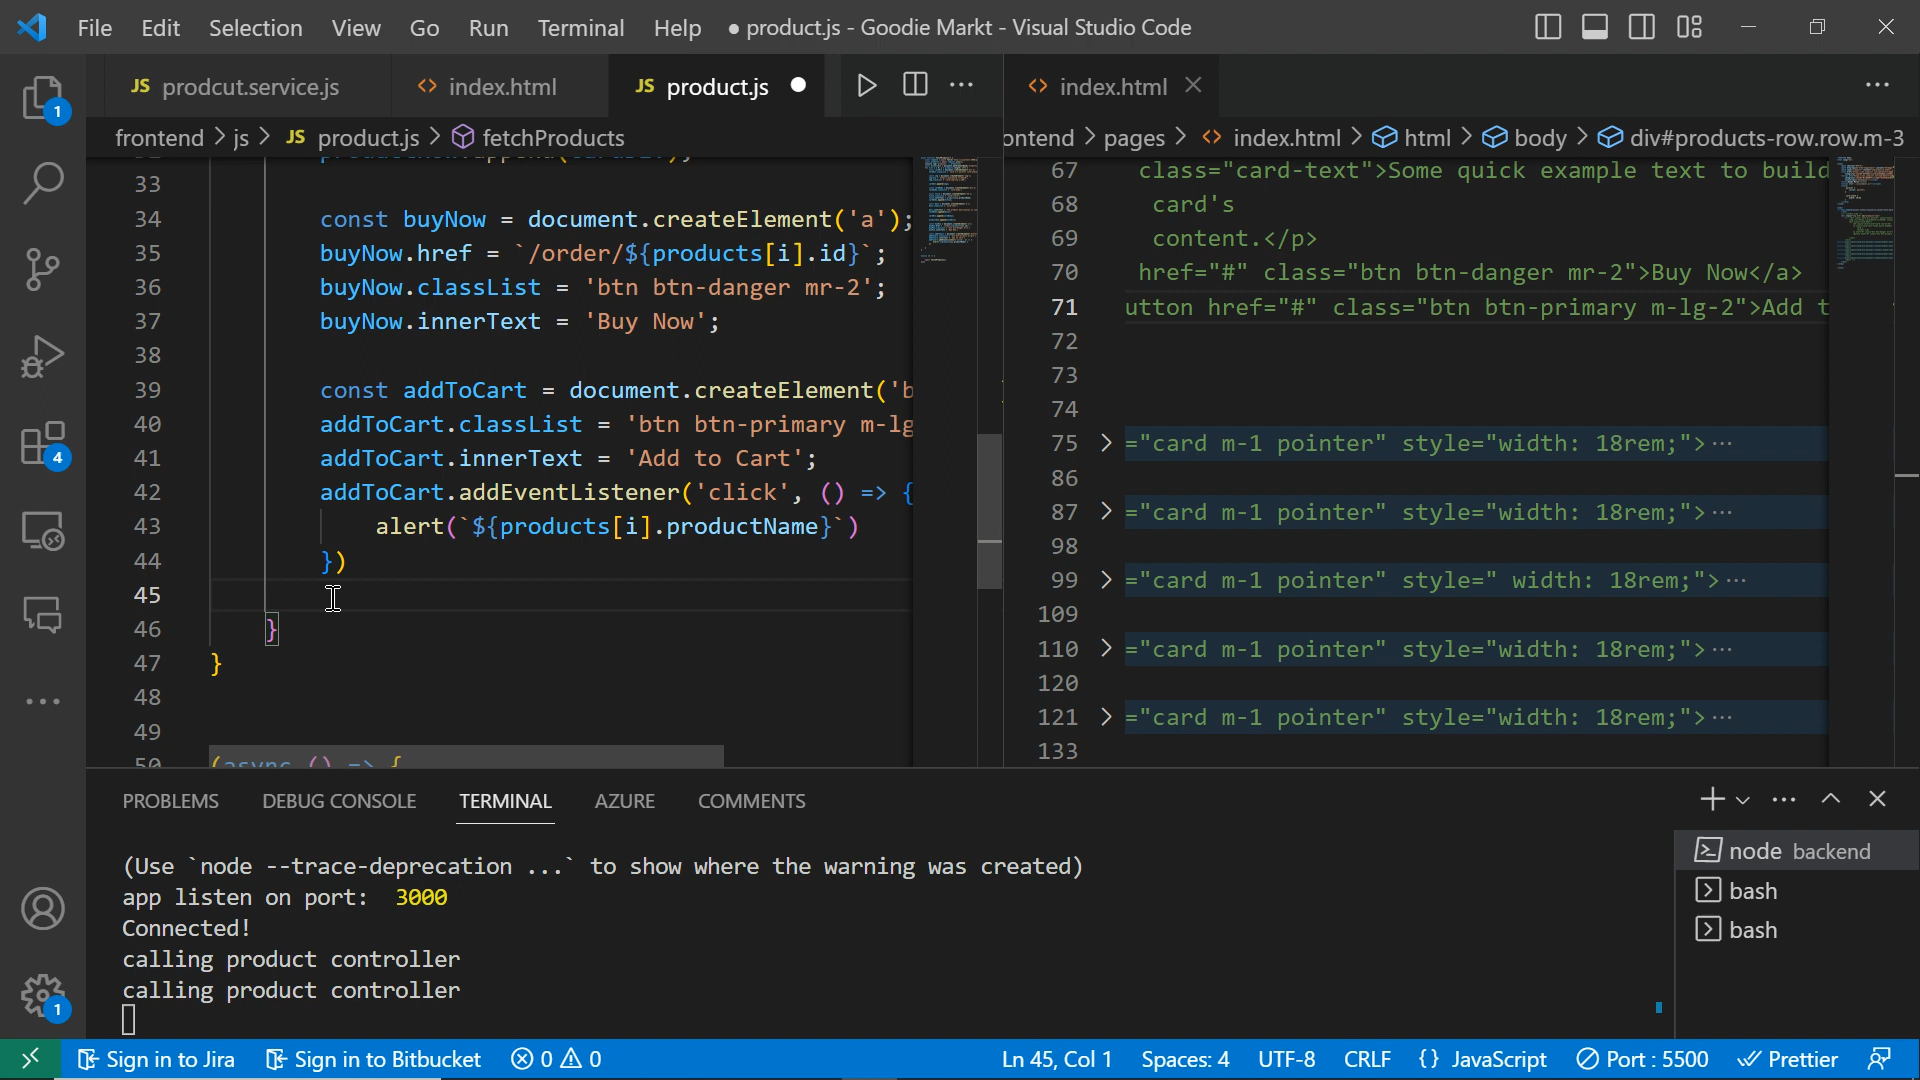 File Edit Selection View Go Run Terminal Help ● product.js - Goodie Markt - Visual Studio Code
JS prodcut.service.js <> index.html JS product.js
<> index.html
frontend > js > JS product.js > fetchProducts
ontend > pages > <> index.html > html > body > div#products-row.row.m-3
33
34 const buyNow = document.createElement('a');
35 buyNow.href = `/order/${products[i].id}`;
36 buyNow.classList = 'btn btn-danger mr-2';
37 buyNow.innerText = 'Buy Now';
38
39 const addToCart = document.createElement('b
40 addToCart.classList = 'btn btn-primary m-lg
41 addToCart.innerText = 'Add to Cart';
42 addToCart.addEventListener('click', () => {
43 alert(`${products[i].productName}`)
44 })
45
46 }
47 }
48
49
50 (async () => {
67 class="card-text">Some quick example text to build
68 card's
69 content.</p>
70 href="#" class="btn btn-danger mr-2">Buy Now</a>
71 utton href="#" class="btn btn-primary m-lg-2">Add t
72
73
74
75 > ="card m-1 pointer" style="width: 18rem;">…
86
87 > ="card m-1 pointer" style="width: 18rem;">…
98
99 > ="card m-1 pointer" style=" width: 18rem;">…
109
110 > ="card m-1 pointer" style="width: 18rem;">…
120
121 > ="card m-1 pointer" style="width: 18rem;">…
133
1
4
1
PROBLEMS DEBUG CONSOLE TERMINAL AZURE COMMENTS
(Use `node --trace-deprecation ...` to show where the warning was created)
app listen on port: 3000
Connected!
calling product controller
calling product controller
node backend
bash
bash
Sign in to Jira Sign in to Bitbucket 0 0 Ln 45, Col 1 Spaces: 4 UTF-8 CRLF {} JavaScript Port : 5500 Prettier